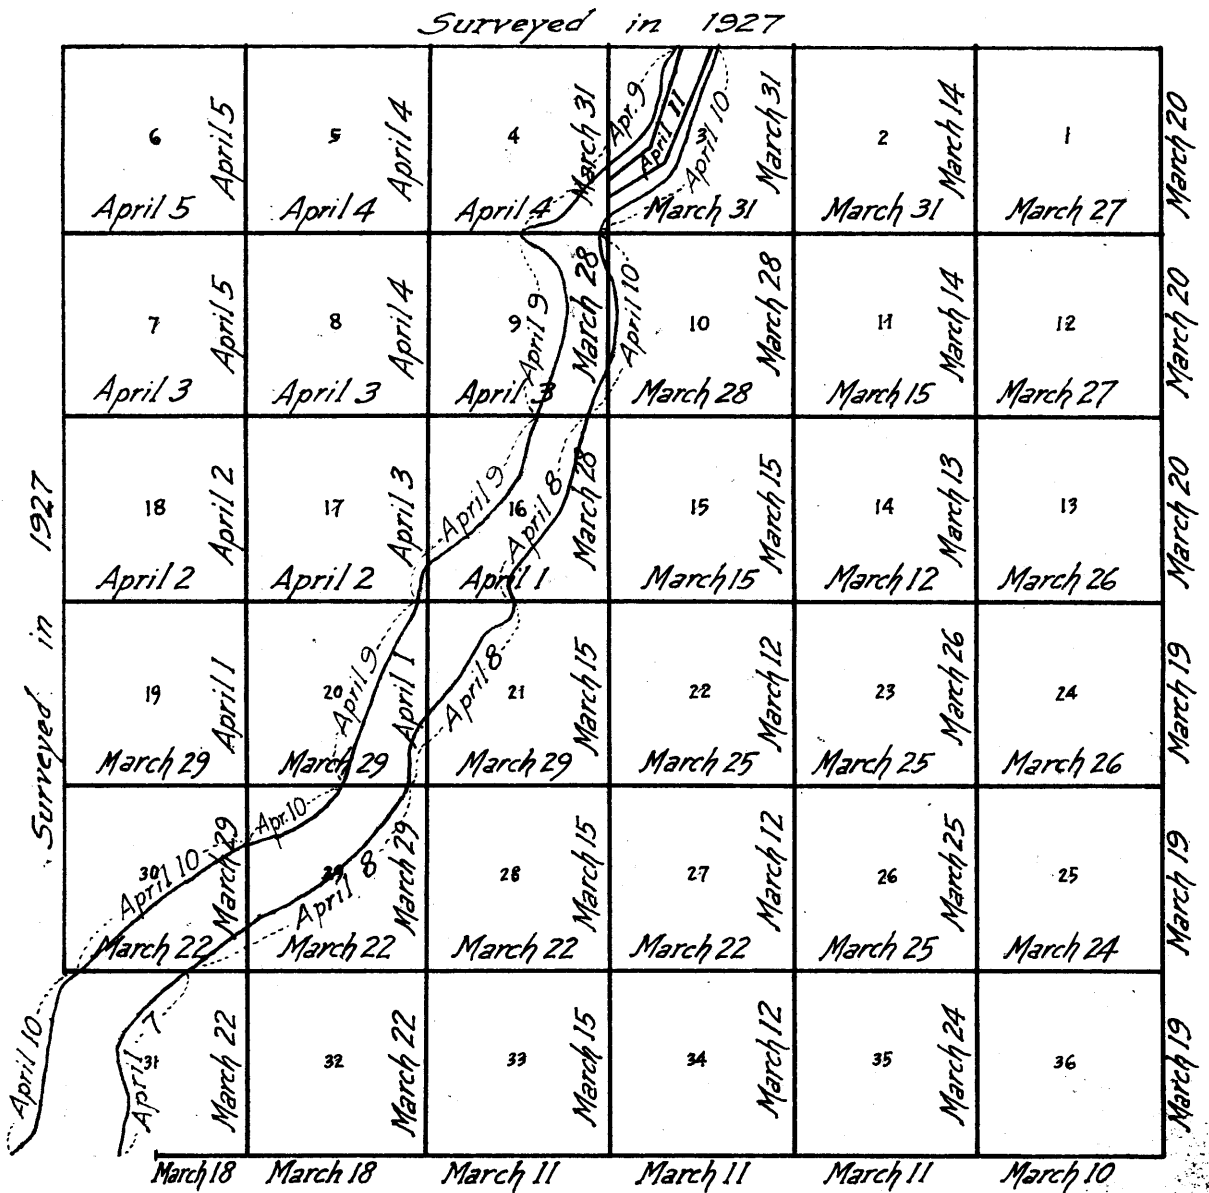 Surveyed in 1927
6
April 5
5
April 4
4
March 31
Apr. 9
April 11
3
April 10
March 31
2
March 14
1
March 20
April 5
April 4
April 4
March 31
March 31
March 27
7
April 5
8
April 4
9
April 9
March 28
April 10
10
March 28
11
March 14
12
March 20
April 3
April 3
April 3
March 28
March 15
March 27
Surveyed in 1927
18
April 2
17
April 3
April 9
16
April 8
March 28
15
March 15
14
March 13
13
March 20
April 2
April 2
April 1
March 15
March 12
March 26
19
April 1
20
April 9
April 1
April 8
21
March 15
22
March 12
23
March 26
24
March 19
March 29
March 29
March 29
March 25
March 25
March 26
30
April 10
March 29
Apr. 10
29
April 8
March 29
28
March 15
27
March 12
26
March 25
25
March 19
March 22
March 22
March 22
March 22
March 25
March 24
April 10
April 7
31
March 22
32
March 22
33
March 15
34
March 12
35
March 24
36
March 19
March 18
March 18
March 11
March 11
March 11
March 10